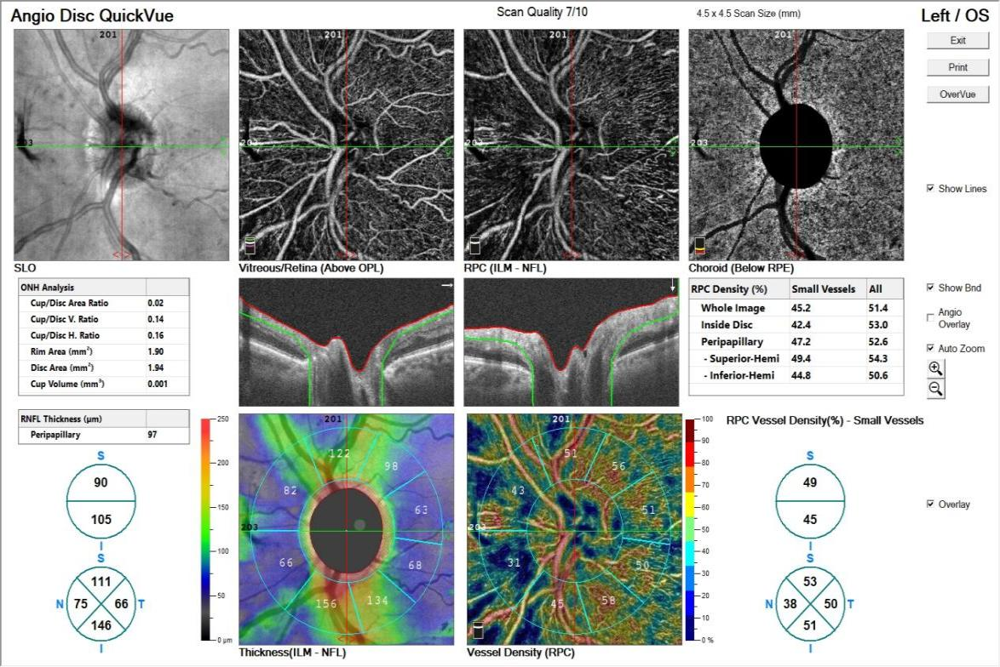 Angio Disc QuickVue
Scan Quality 7/10
4.5 x 4.5 Scan Size (mm)
Left / OS
Exit
Print
OverVue
Show Lines
201
203
201
203
201
203
201
SLO
Vitreous/Retina (Above OPL)
RPC (ILM - NFL)
Choroid (Below RPE)
ONH Analysis
Cup/Disc Area Ratio 0.02
Cup/Disc V. Ratio 0.14
Cup/Disc H. Ratio 0.16
Rim Area (mm²) 1.90
Disc Area (mm²) 1.94
Cup Volume (mm³) 0.001
RPC Density (%) Small Vessels All
Whole Image 45.2 51.4
Inside Disc 42.4 53.0
Peripapillary 47.2 52.6
- Superior-Hemi 49.4 54.3
- Inferior-Hemi 44.8 50.6
Show Bnd
Angio Overlay
Auto Zoom
RNFL Thickness (µm)
Peripapillary 97
S
90
105
I
S
111
N 75 66 T
146
I
250
200
150
100
50
0 µm
201
203
122
98
82
63
66
68
156
134
Thickness(ILM - NFL)
201
203
51
56
43
51
31
50
45
58
Vessel Density (RPC)
100
90
80
70
60
50
40
30
20
10
0 %
RPC Vessel Density(%) - Small Vessels
S
49
45
I
S
53
N 38 50 T
51
I
Overlay